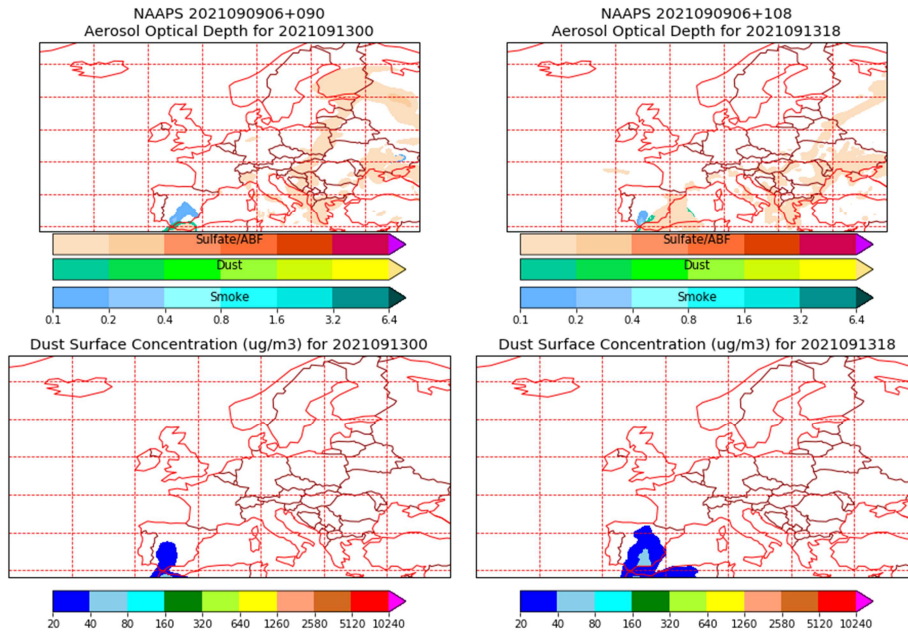 NAAPS 2021090906+090
Aerosol Optical Depth for 2021091300
NAAPS 2021090906+108
Aerosol Optical Depth for 2021091318
Sulfate/ABF
Dust
Smoke
0.1 0.2 0.4 0.8 1.6 3.2 6.4
Sulfate/ABF
Dust
Smoke
0.1 0.2 0.4 0.8 1.6 3.2 6.4
Dust Surface Concentration (ug/m3) for 2021091300
Dust Surface Concentration (ug/m3) for 2021091318
20 40 80 160 320 640 1260 2580 5120 10240
20 40 80 160 320 640 1260 2580 5120 10240